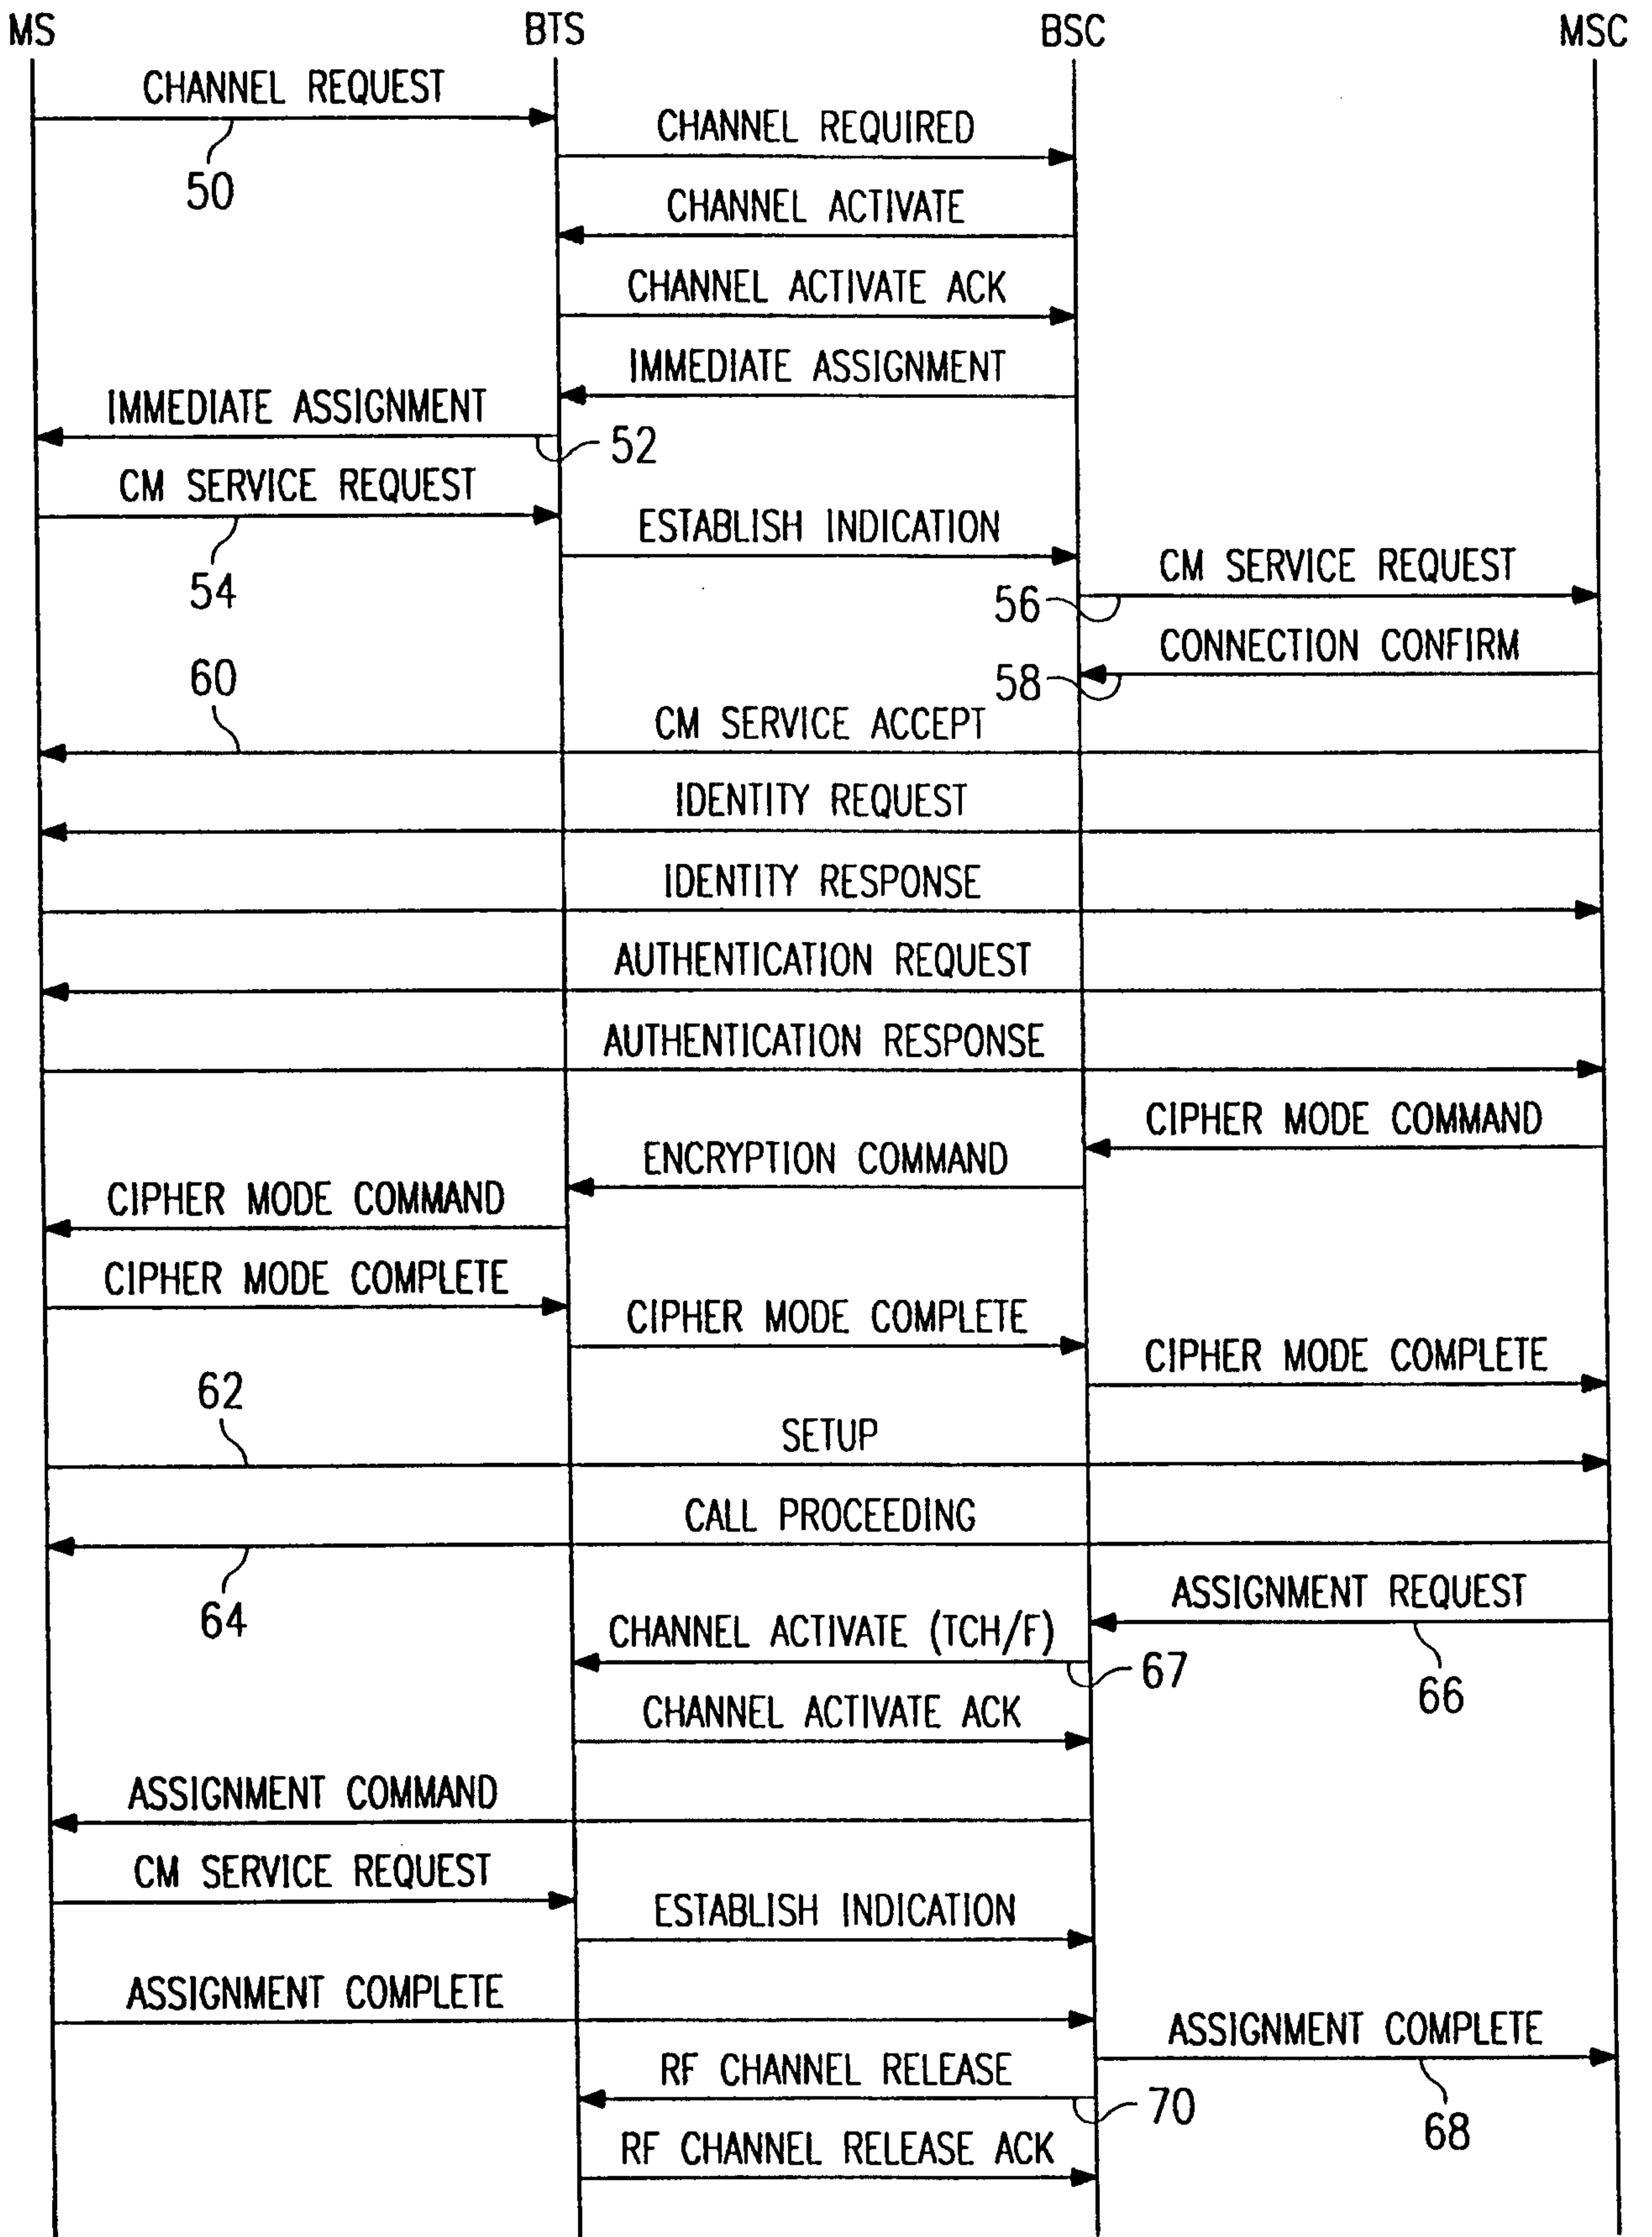 MS BTS BSC MSC
CHANNEL REQUEST
CHANNEL REQUIRED
50
CHANNEL ACTIVATE
CHANNEL ACTIVATE ACK
IMMEDIATE ASSIGNMENT
IMMEDIATE ASSIGNMENT
52
CM SERVICE REQUEST
ESTABLISH INDICATION
54
CM SERVICE REQUEST
56
CONNECTION CONFIRM
58
60
CM SERVICE ACCEPT
IDENTITY REQUEST
IDENTITY RESPONSE
AUTHENTICATION REQUEST
AUTHENTICATION RESPONSE
CIPHER MODE COMMAND
ENCRYPTION COMMAND
CIPHER MODE COMMAND
CIPHER MODE COMPLETE
CIPHER MODE COMPLETE
CIPHER MODE COMPLETE
62
SETUP
CALL PROCEEDING
64
ASSIGNMENT REQUEST
66
CHANNEL ACTIVATE (TCH/F)
67
CHANNEL ACTIVATE ACK
ASSIGNMENT COMMAND
CM SERVICE REQUEST
ESTABLISH INDICATION
ASSIGNMENT COMPLETE
ASSIGNMENT COMPLETE
68
RF CHANNEL RELEASE
70
RF CHANNEL RELEASE ACK